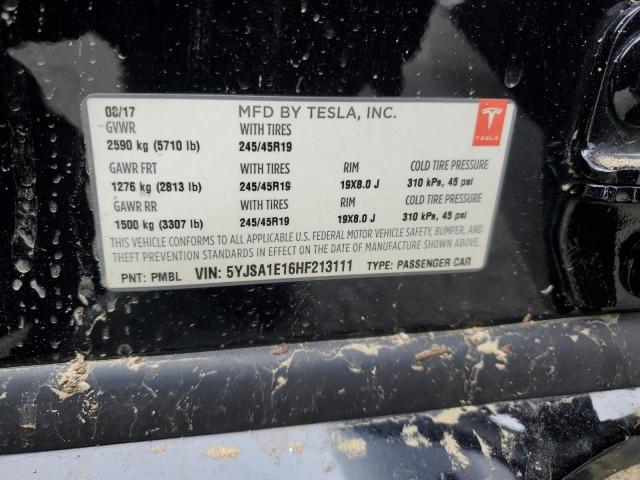 08/17 MFD BY TESLA, INC.
GVWR WITH TIRES
2590 kg (5710 lb) 245/45R19
TESLA
GAWR FRT WITH TIRES RIM COLD TIRE PRESSURE
1276 kg (2813 lb) 245/45R19 19X8.0 J 310 kPa, 45 psi
GAWR RR WITH TIRES RIM COLD TIRE PRESSURE
1500 kg (3307 lb) 245/45R19 19X8.0 J 310 kPa, 45 psi
THIS VEHICLE CONFORMS TO ALL APPLICABLE U.S. FEDERAL MOTOR VEHICLE SAFETY, BUMPER, AND
THEFT PREVENTION STANDARDS IN EFFECT ON THE DATE OF MANUFACTURE SHOWN ABOVE.
PNT: PMBL VIN: 5YJSA1E16HF213111 TYPE: PASSENGER CAR